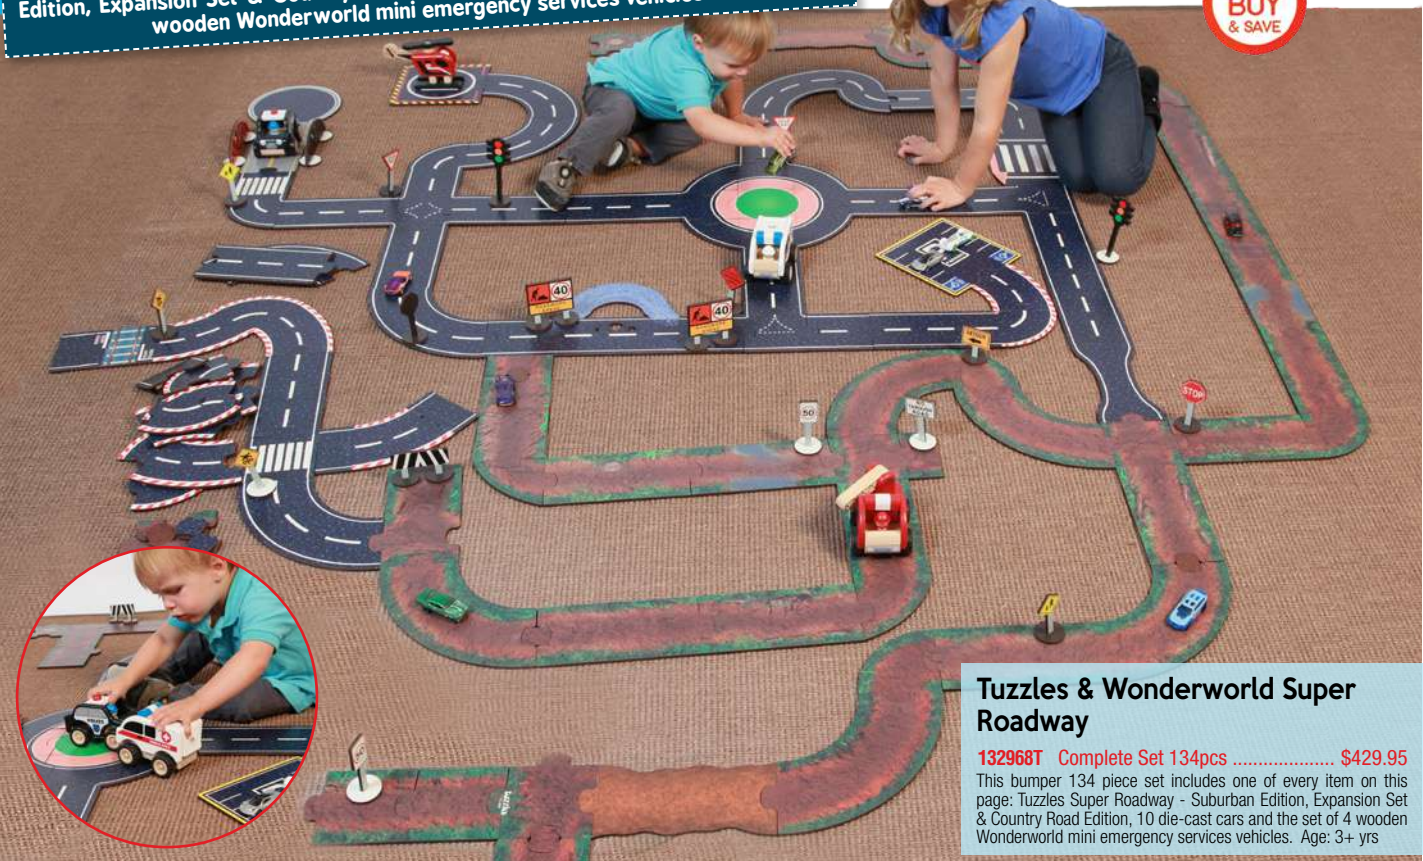 Edition, Expansion Set &
wooden Wonderworld mini emergency services vehicles
BUY
& SAVE
40
40
50
STOP
Tuzzles & Wonderworld Super
Roadway
132968T Complete Set 134pcs .................... $429.95
This bumper 134 piece set includes one of every item on this
page: Tuzzles Super Roadway - Suburban Edition, Expansion Set
& Country Road Edition, 10 die-cast cars and the set of 4 wooden
Wonderworld mini emergency services vehicles. Age: 3+ yrs